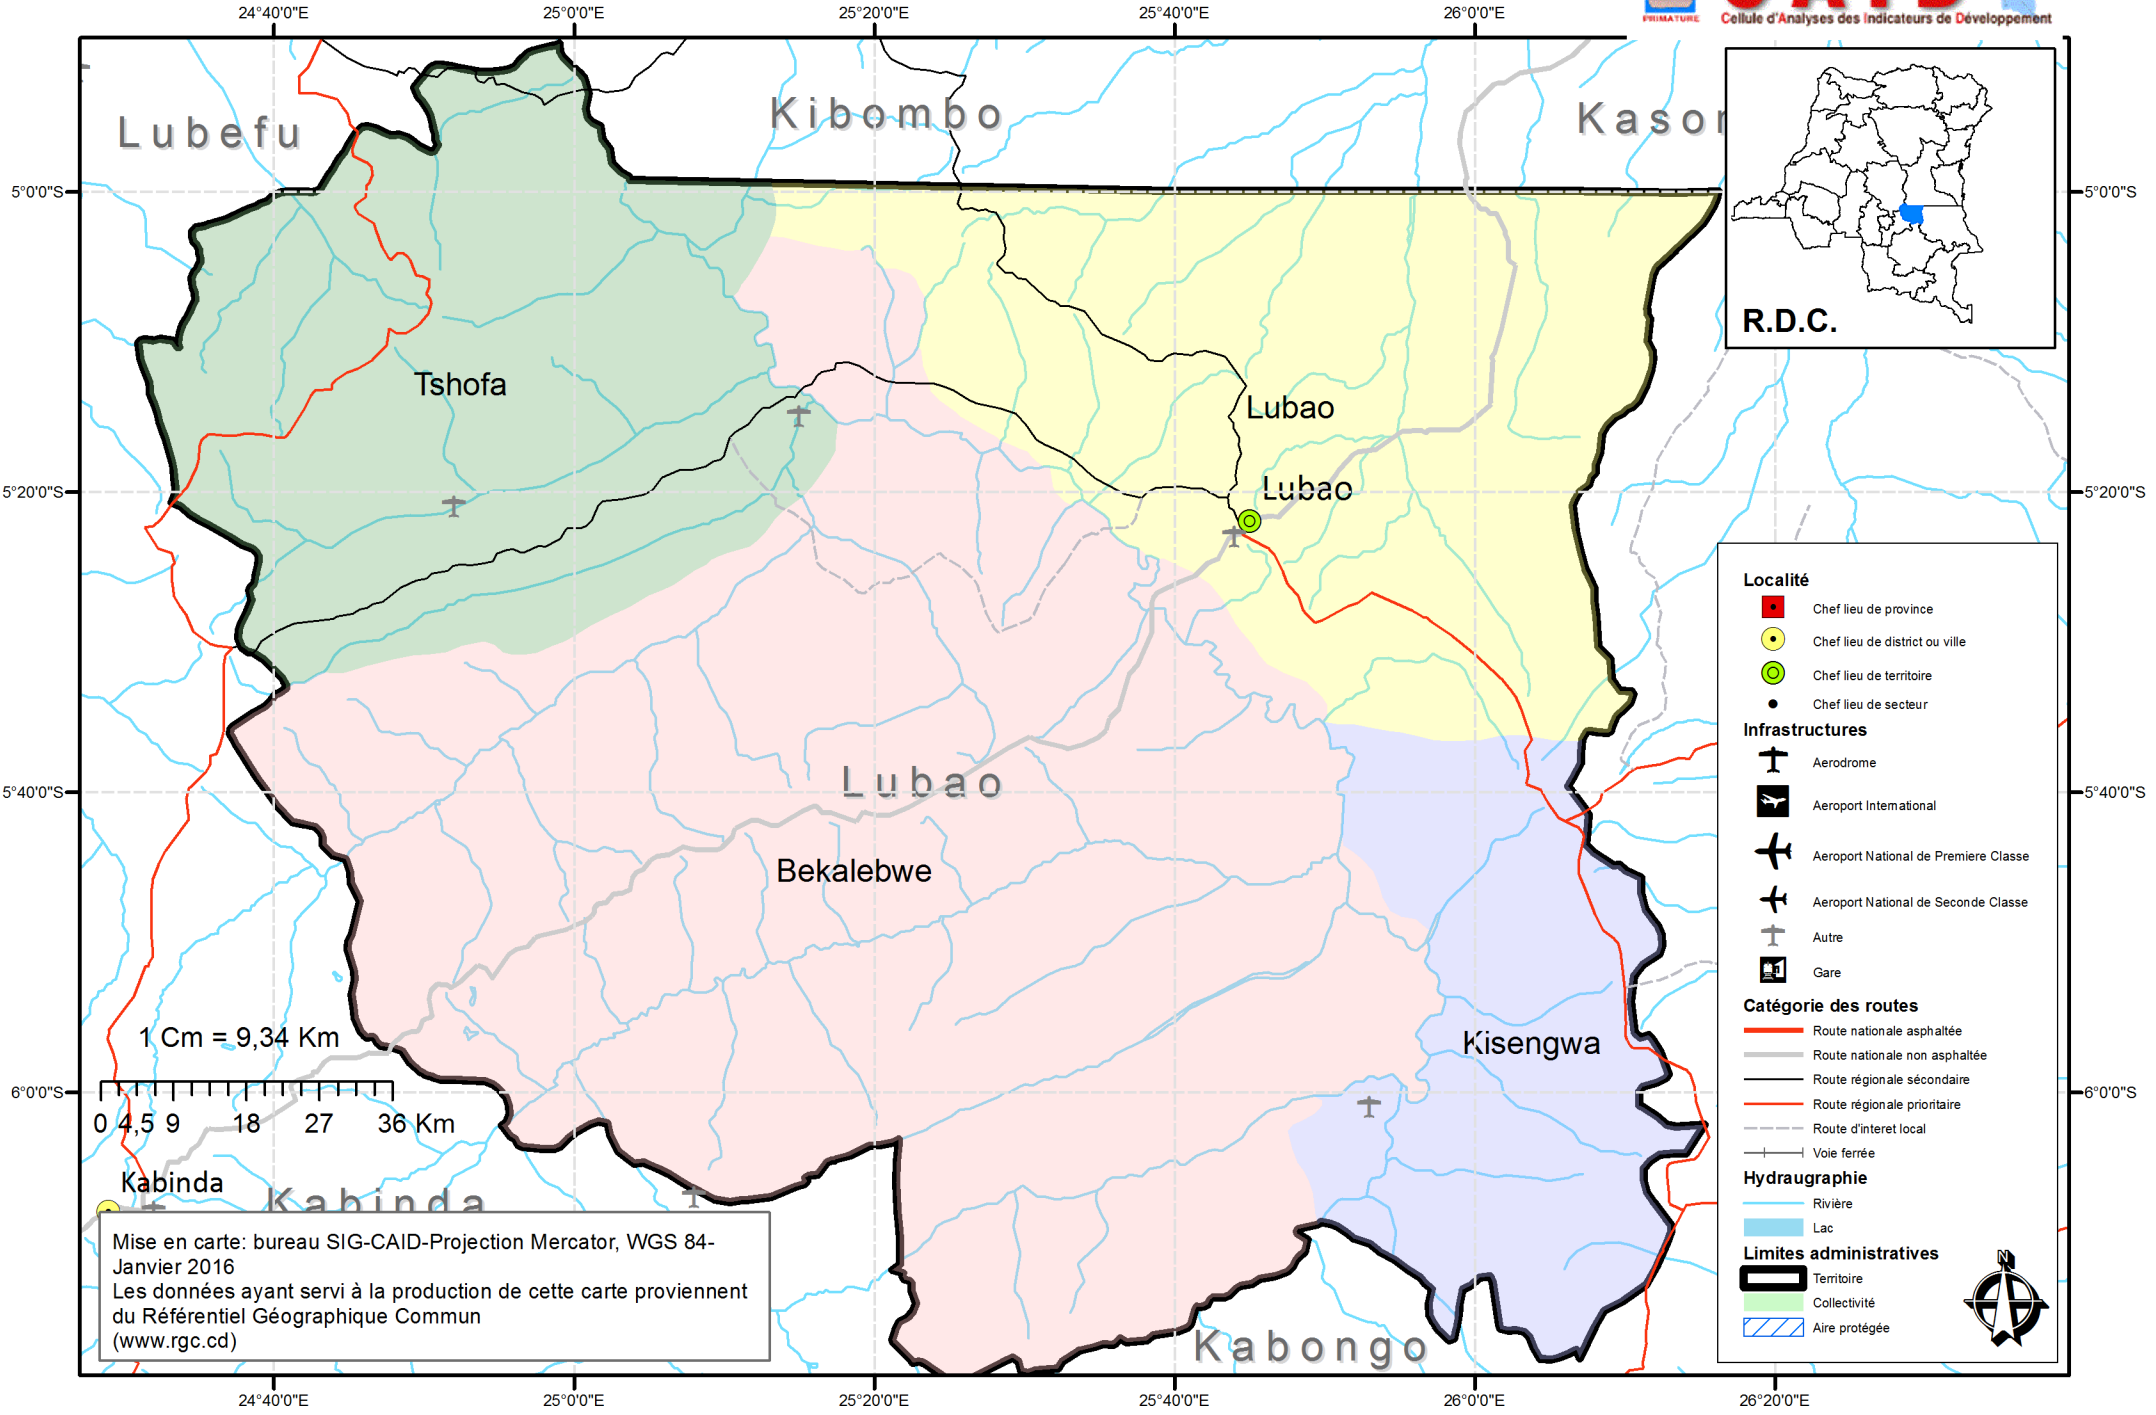 PRIMATURE
Cellule d'Analyses des Indicateurs de Développement
24°40'0"E
25°0'0"E
25°20'0"E
25°40'0"E
26°0'0"E
Lubefu
Kibombo
Kason
R.D.C.
5°0'0"S
5°0'0"S
Tshofa
Lubao
Lubao
5°20'0"S
5°20'0"S
Lubao
5°40'0"S
5°40'0"S
Bekalebwe
Kisengwa
6°0'0"S
6°0'0"S
1 Cm = 9,34 Km
0 4,5 9 18 27 36 Km
Kabinda
Kabinda
Kabongo
Mise en carte: bureau SIG-CAID-Projection Mercator, WGS 84-
Janvier 2016
Les données ayant servi à la production de cette carte proviennent
du Référentiel Géographique Commun
(www.rgc.cd)
Localité
Chef lieu de province
Chef lieu de district ou ville
Chef lieu de territoire
Chef lieu de secteur
Infrastructures
Aerodrome
Aeroport International
Aeroport National de Premiere Classe
Aeroport National de Seconde Classe
Autre
Gare
Catégorie des routes
Route nationale asphaltée
Route nationale non asphaltée
Route régionale sécondaire
Route régionale prioritaire
Route d'interet local
Voie ferrée
Hydraugraphie
Rivière
Lac
Limites administratives
Territoire
Collectivité
Aire protégée
N
24°40'0"E
25°0'0"E
25°20'0"E
25°40'0"E
26°0'0"E
26°20'0"E